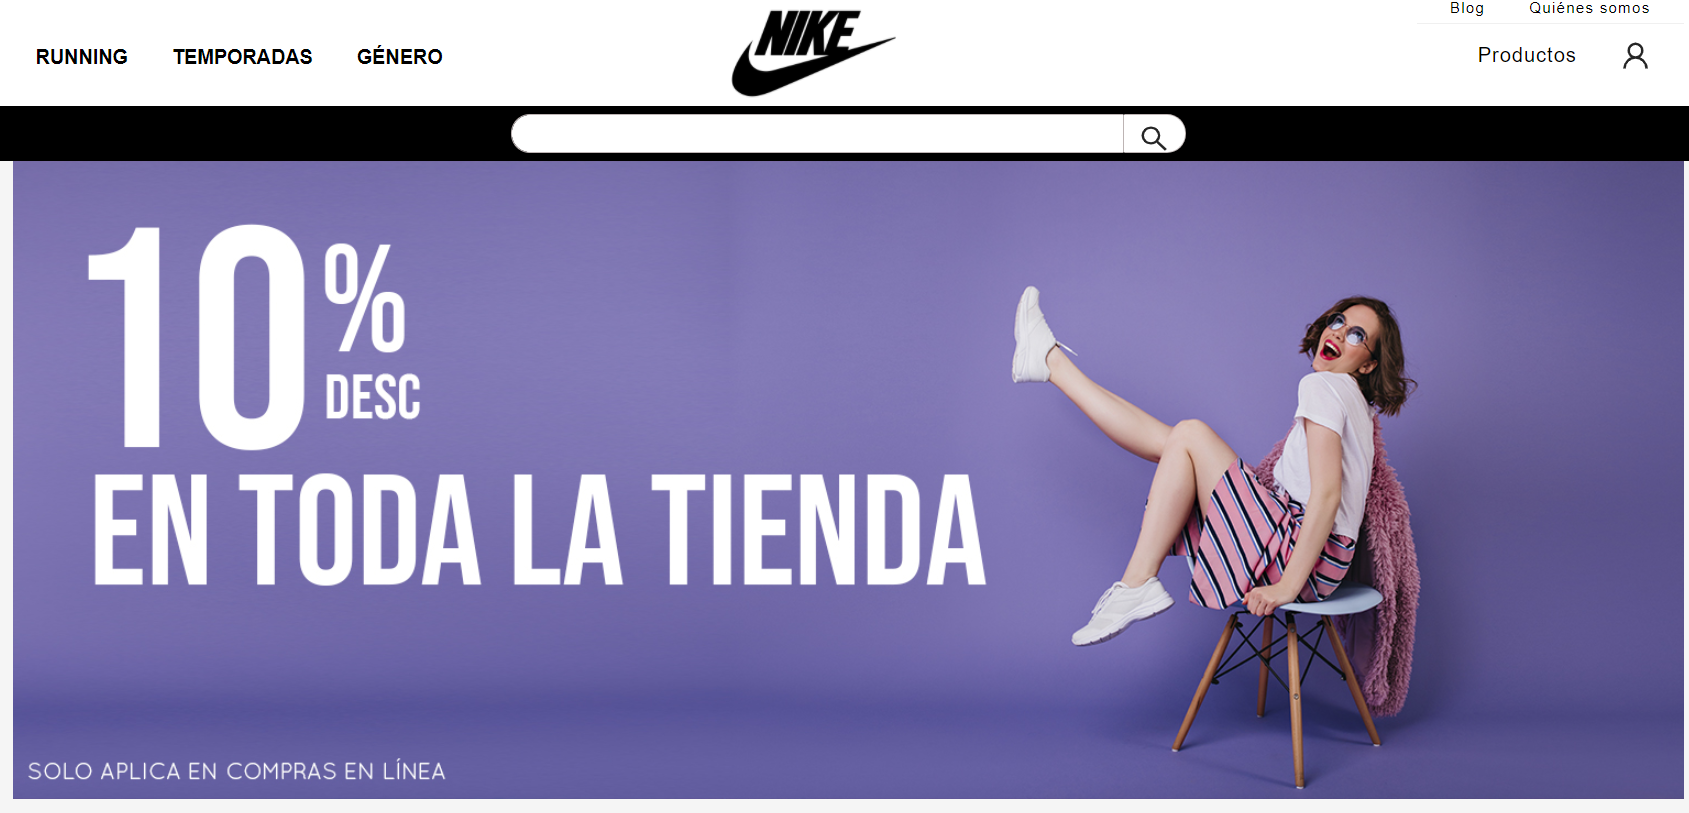 Blog Quiénes somos
RUNNING TEMPORADAS GÉNERO
NIKE
Productos
10%
DESC
EN TODA LA TIENDA
SOLO APLICA EN COMPRAS EN LÍNEA